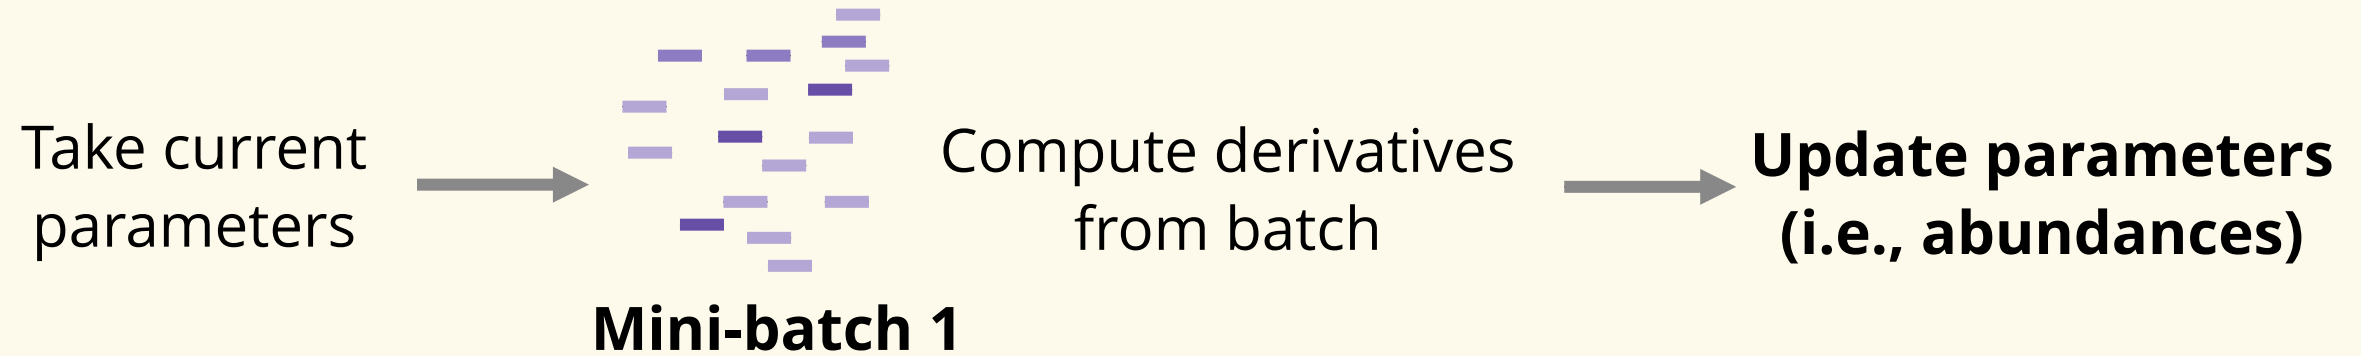 Take current
parameters
Mini-batch 1
Compute derivatives
from batch
Update parameters
(i.e., abundances)